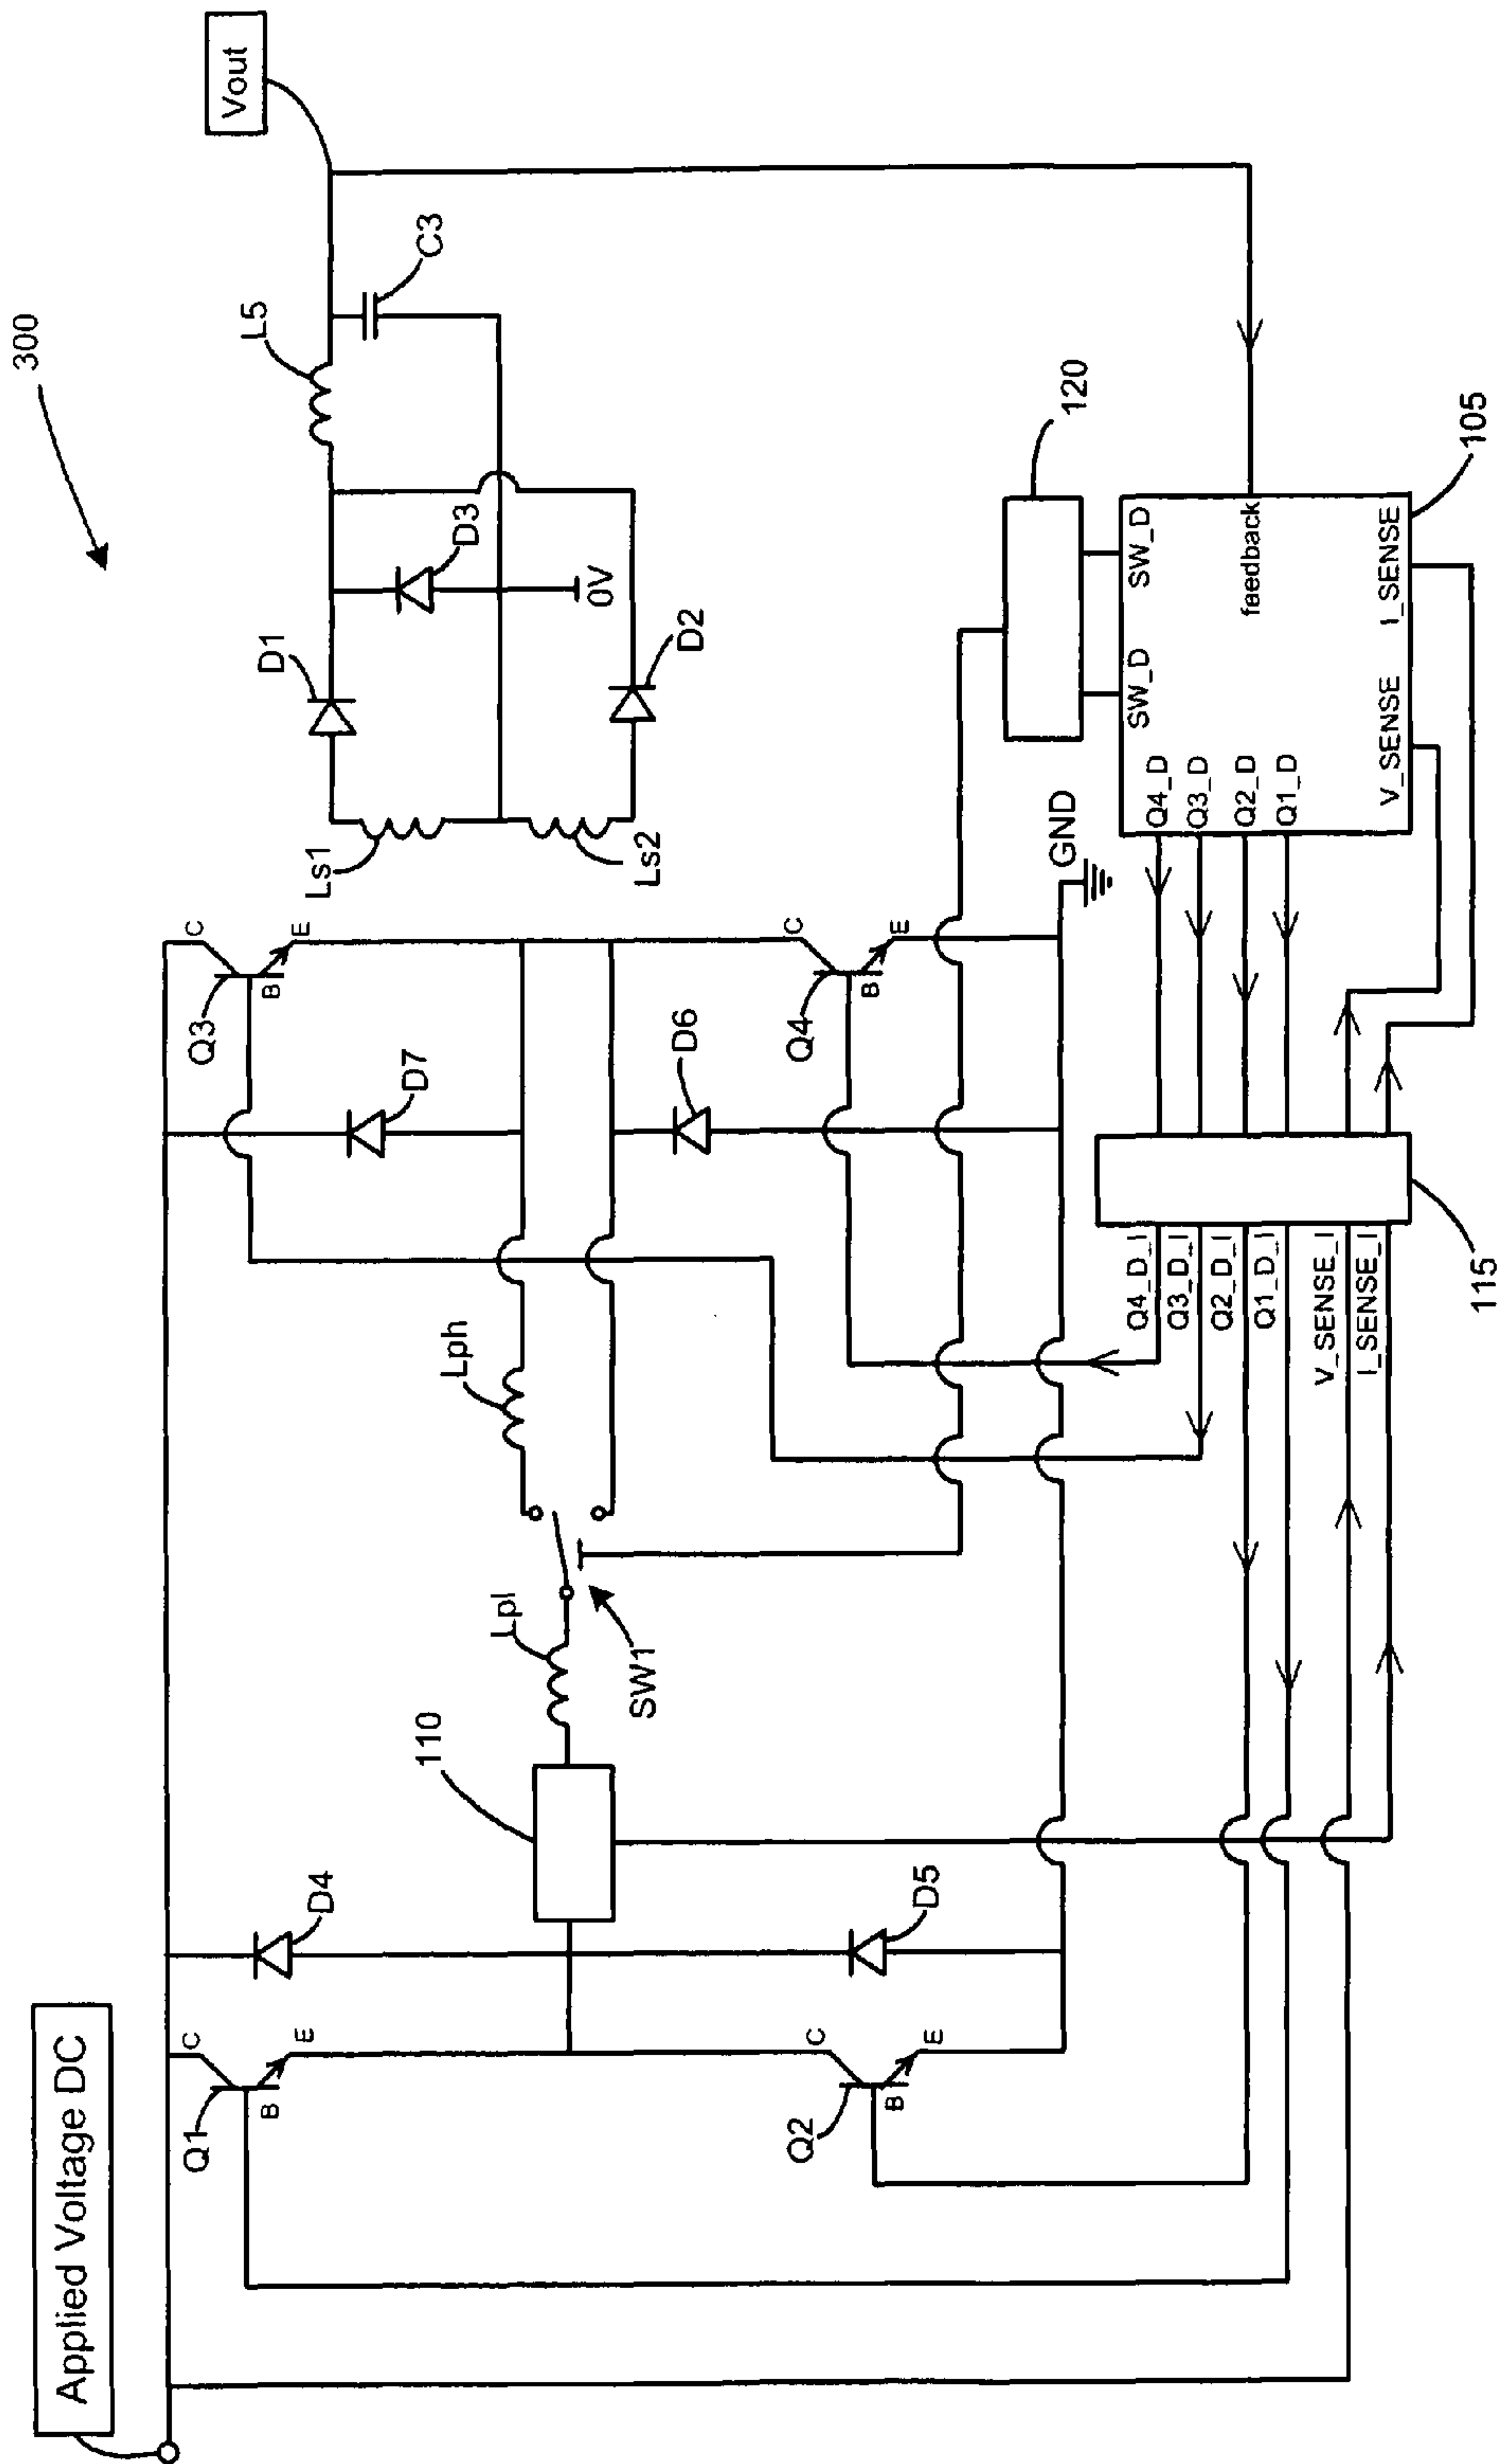 300
Applied Voltage DC
Vout
L5
C3
D1
D3
0V
D2
Ls1
Ls2
Q3
C
B
E
D7
Q4
C
B
E
D6
GND
Lph
Lpl
SW1
110
D4
D5
Q1
C
B
E
Q2
C
B
E
120
SW_D
SW_D
Q4_D
Q3_D
Q2_D
Q1_D
feedback
V_SENSE
I_SENSE
105
Q4_D_I
Q3_D_I
Q2_D_I
Q1_D_I
V_SENSE_I
I_SENSE_I
115